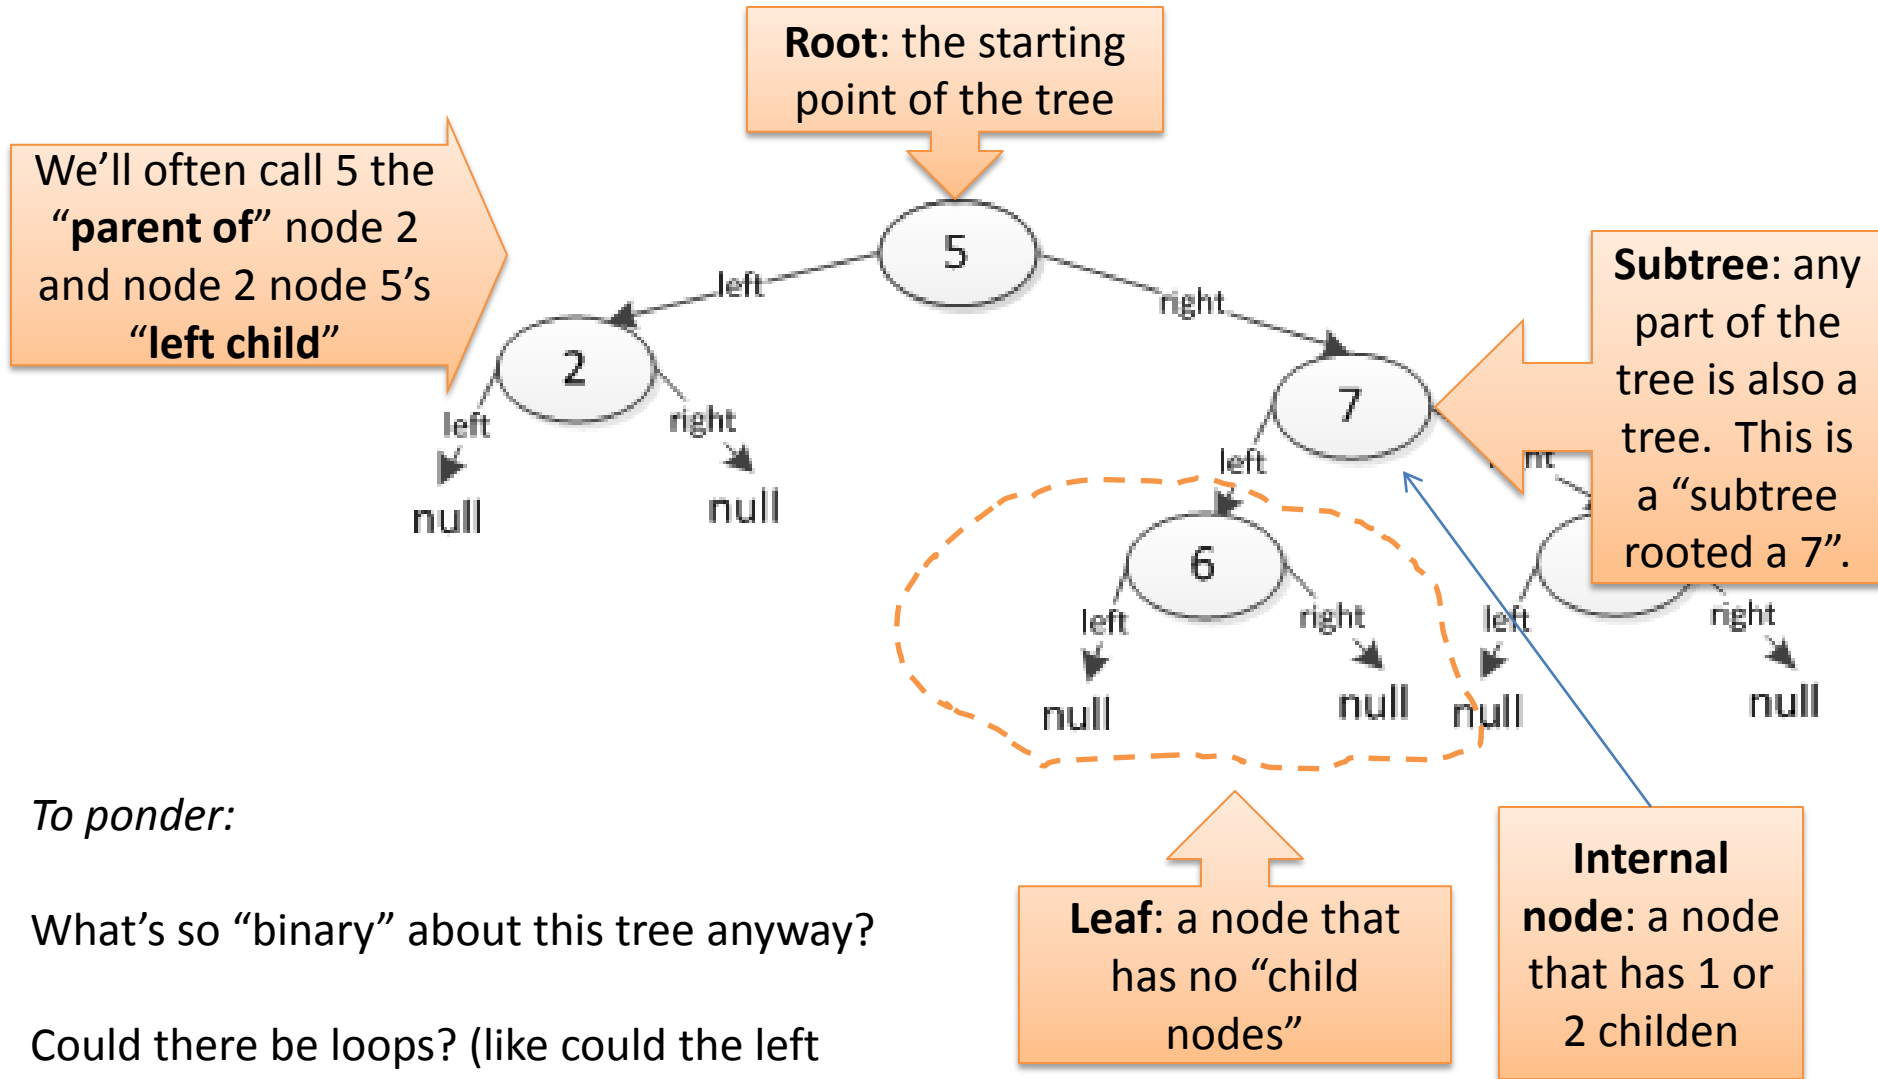 Root: the starting
point of the tree
We’ll often call 5 the
“parent of” node 2
and node 2 node 5’s
“left child”
5
left
right
Subtree: any
part of the
tree is also a
tree. This is
a “subtree
rooted a 7”.
2
7
left
right
left
null
null
6
left
right
left
right
null
null
null
null
To ponder:
What’s so “binary” about this tree anyway?
Could there be loops? (like could the left
Leaf: a node that
has no “child
nodes”
Internal
node: a node
that has 1 or
2 childen